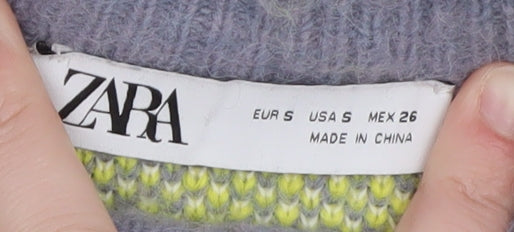 ZARA
EUR S USA S MEX 26
MADE IN CHINA